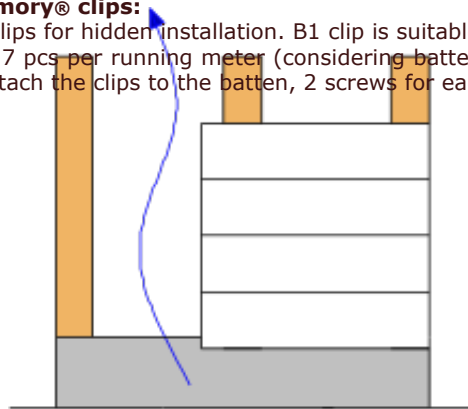 mory® clips:
lips for hidden installation. B1 clip is suitabl
7 pcs per running meter (considering batte
tach the clips to the batten, 2 screws for ea